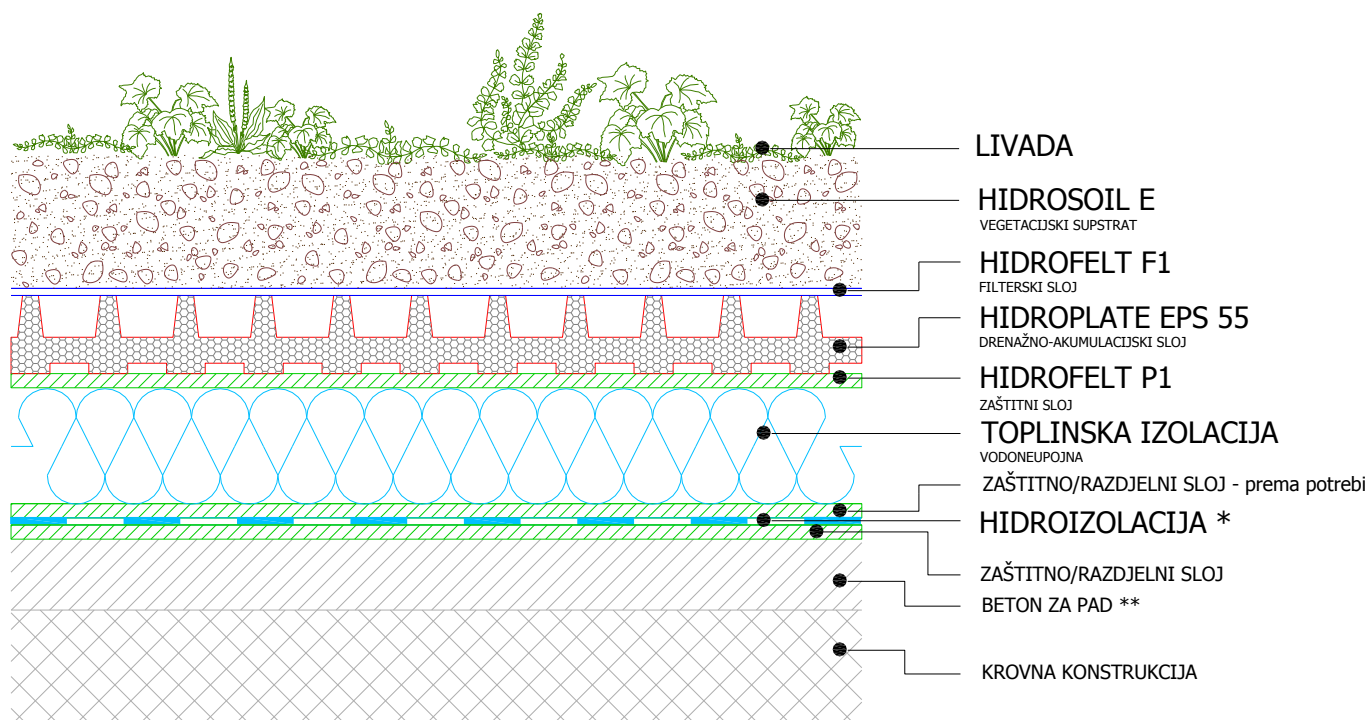 LIVADA
HIDROSOIL E
VEGETACIJSKI SUPSTRAT
HIDROFELT F1
FILTERSKI SLOJ
HIDROPLATE EPS 55
DRENAŽNO-AKUMULACIJSKI SLOJ
HIDROFELT P1
ZAŠTITNI SLOJ
TOPLINSKA IZOLACIJA
VODONEUPOJNA
ZAŠTITNO/RAZDJELNI SLOJ - prema potrebi
HIDROIZOLACIJA *
ZAŠTITNO/RAZDJELNI SLOJ
BETON ZA PAD **
KROVNA KONSTRUKCIJA